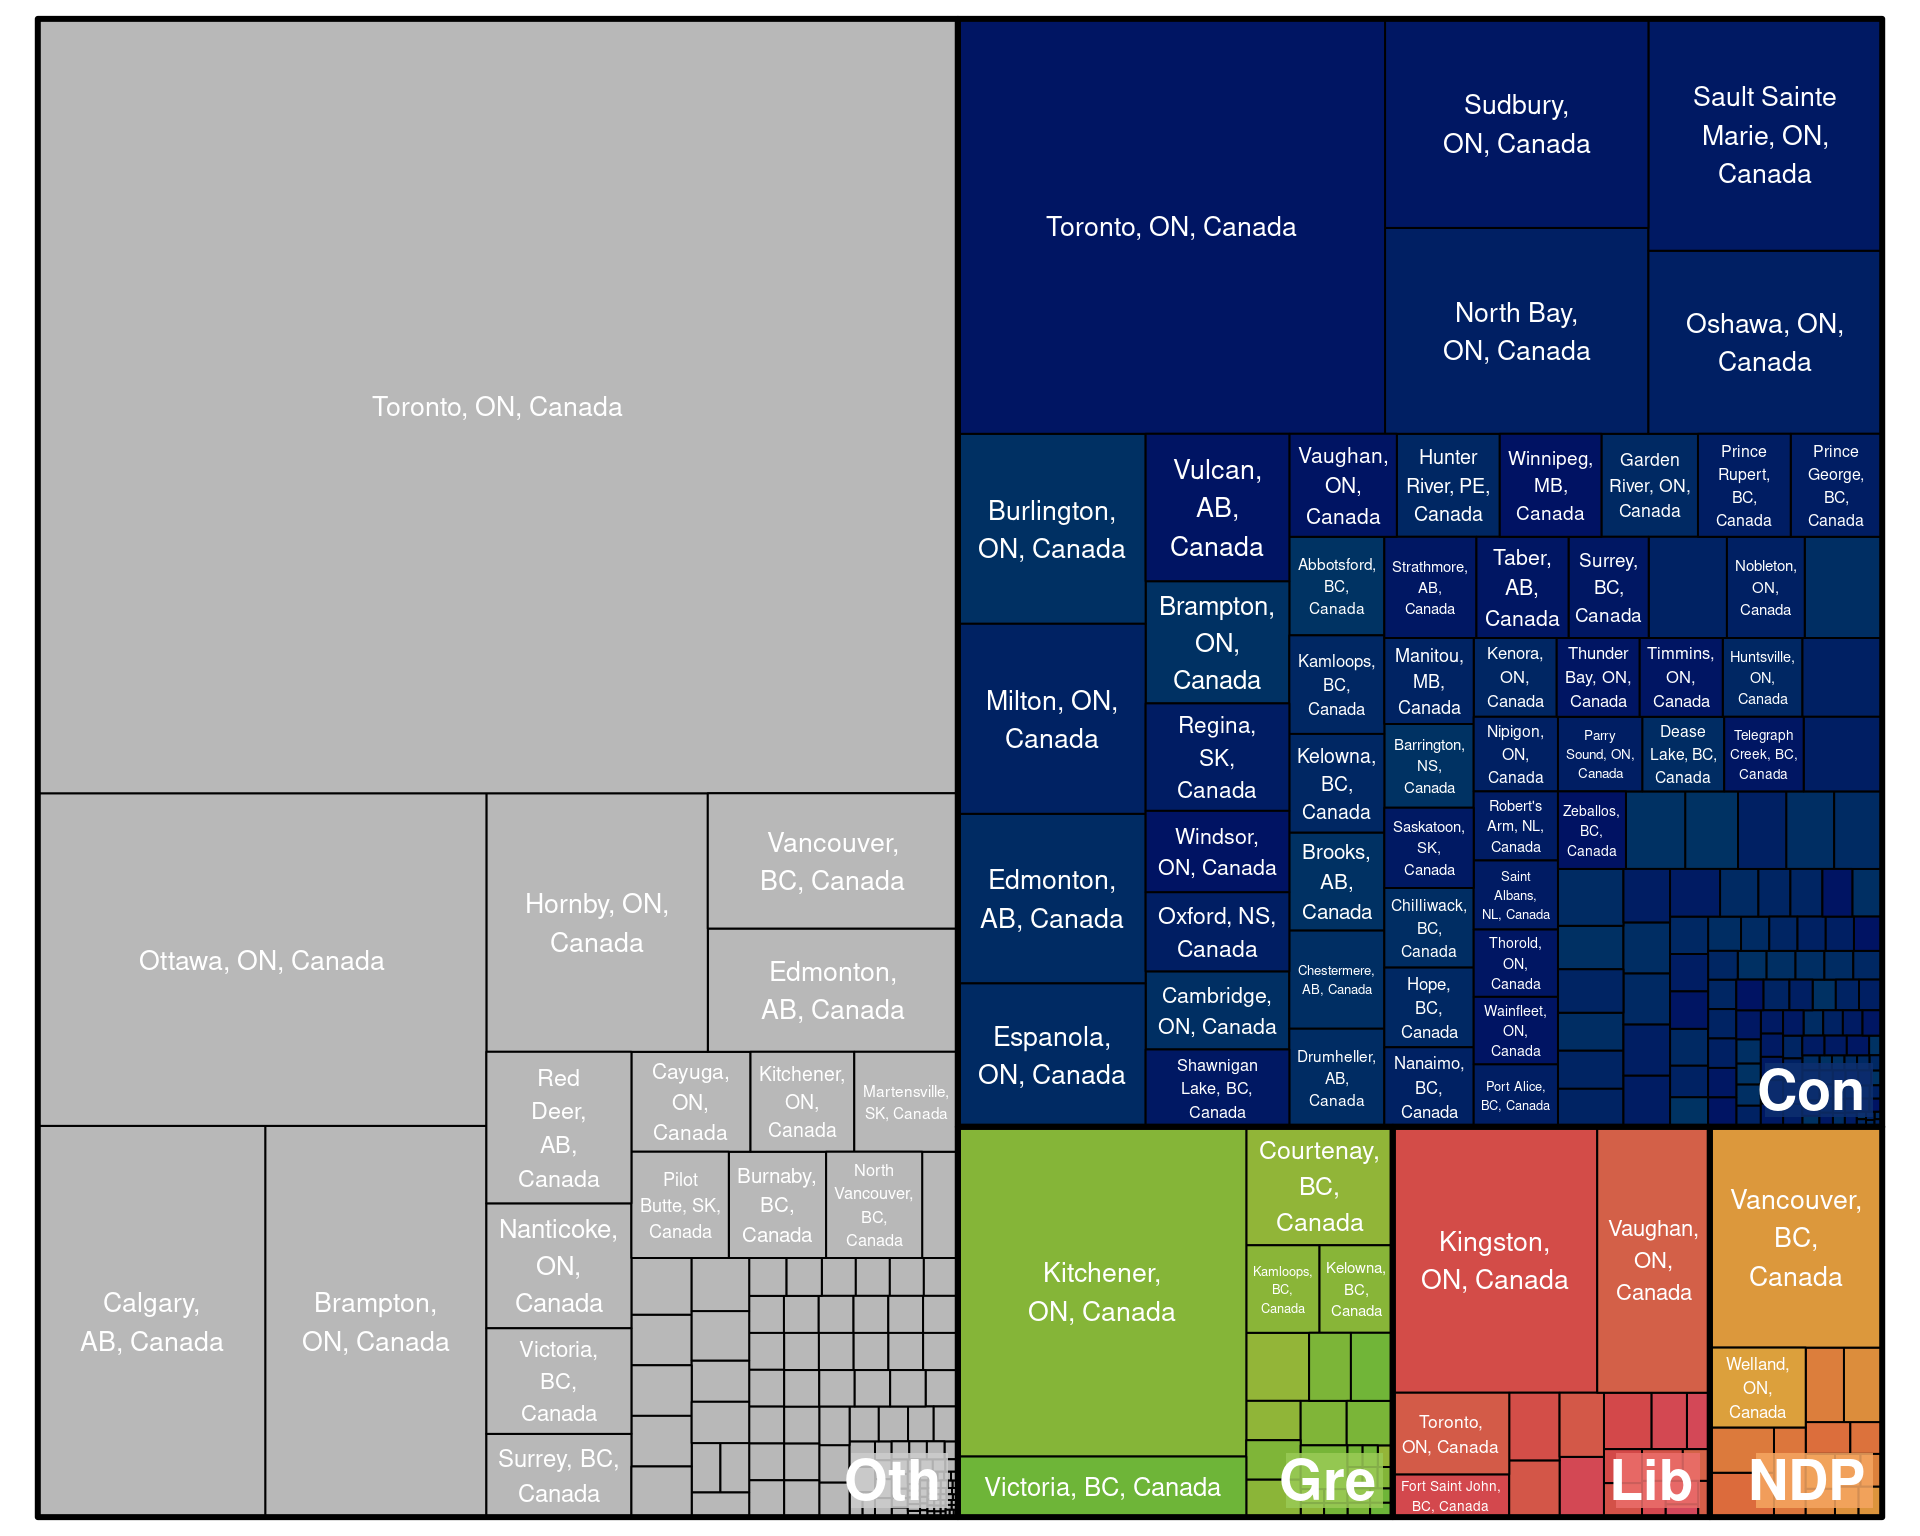 Toronto, ON, Canada
Ottawa, ON, Canada
Hornby, ON,
Canada
Vancouver,
BC, Canada
Edmonton,
AB, Canada
Calgary,
AB, Canada
Brampton,
ON, Canada
Red
Deer,
AB,
Canada
Nanticoke,
ON,
Canada
Victoria,
BC,
Canada
Surrey, BC,
Canada
Cayuga,
ON,
Canada
Kitchener,
ON,
Canada
Martensville,
SK, Canada
Pilot
Butte, SK,
Canada
Burnaby,
BC,
Canada
North
Vancouver,
BC,
Canada
Oth
Toronto, ON, Canada
Sudbury,
ON, Canada
Sault Sainte
Marie, ON,
Canada
North Bay,
ON, Canada
Oshawa, ON,
Canada
Burlington,
ON, Canada
Milton, ON,
Canada
Edmonton,
AB, Canada
Espanola,
ON, Canada
Vulcan,
AB,
Canada
Brampton,
ON,
Canada
Regina,
SK,
Canada
Windsor,
ON, Canada
Oxford, NS,
Canada
Cambridge,
ON, Canada
Shawnigan
Lake, BC,
Canada
Vaughan,
ON,
Canada
Hunter
River, PE,
Canada
Winnipeg,
MB,
Canada
Garden
River, ON,
Canada
Prince
Rupert,
BC,
Canada
Prince
George,
BC,
Canada
Abbotsford,
BC,
Canada
Kamloops,
BC,
Canada
Kelowna,
BC,
Canada
Brooks,
AB,
Canada
Chestermere,
AB, Canada
Drumheller,
AB,
Canada
Strathmore,
AB,
Canada
Taber,
AB,
Canada
Surrey,
BC,
Canada
Nobleton,
ON,
Canada
Manitou,
MB,
Canada
Barrington,
NS,
Canada
Saskatoon,
SK,
Canada
Chilliwack,
BC,
Canada
Hope,
BC,
Canada
Nanaimo,
BC,
Canada
Kenora,
ON,
Canada
Thunder
Bay, ON,
Canada
Timmins,
ON,
Canada
Huntsville,
ON,
Canada
Nipigon,
ON,
Canada
Parry
Sound, ON,
Canada
Dease
Lake, BC,
Canada
Telegraph
Creek, BC,
Canada
Robert's
Arm, NL,
Canada
Zeballos,
BC,
Canada
Saint
Albans,
NL, Canada
Thorold,
ON,
Canada
Wainfleet,
ON,
Canada
Port Alice,
BC, Canada
Con
Kitchener,
ON, Canada
Victoria, BC, Canada
Courtenay,
BC,
Canada
Kamloops,
BC,
Canada
Kelowna,
BC,
Canada
Gre
Kingston,
ON, Canada
Vaughan,
ON,
Canada
Toronto,
ON, Canada
Fort Saint John,
BC, Canada
Lib
Vancouver,
BC,
Canada
Welland,
ON,
Canada
NDP